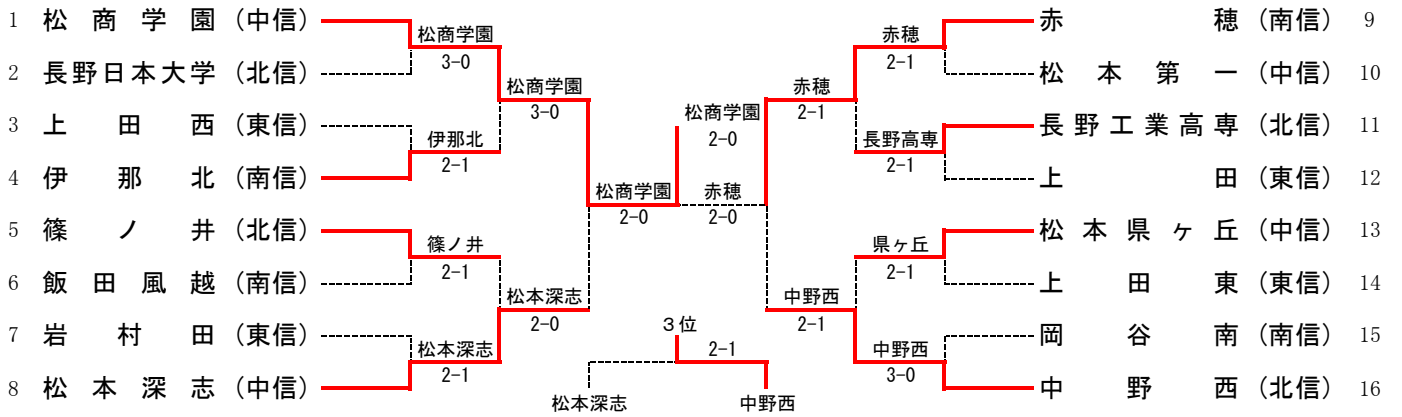 1 松商学園（中信）
2 長野日本大学（北信）
3 上田西（東信）
4 伊那北（南信）
5 篠ノ井（北信）
6 飯田風越（南信）
7 岩村田（東信）
8 松本深志（中信）
松商学園
3-0
伊那北
2-1
篠ノ井
2-1
松本深志
2-1
松商学園
3-0
松本深志
2-0
松商学園
2-0
松商学園
2-0
赤穂
2-0
3位
2-1
松本深志
中野西
赤穂
2-1
中野西
2-1
赤穂
2-1
長野高専
2-1
県ヶ丘
2-1
中野西
3-0
赤穂（南信） 9
松本第一（中信） 10
長野工業高専（北信） 11
上田（東信） 12
松本県ヶ丘（中信） 13
上田東（東信） 14
岡谷南（南信） 15
中野西（北信） 16